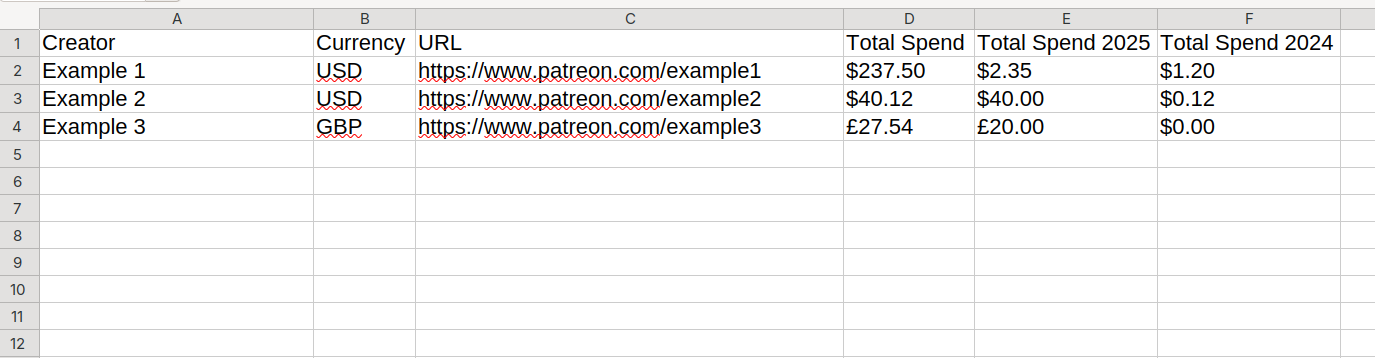 A B C D E F
1 Creator Currency URL Total Spend Total Spend 2025 Total Spend 2024
2 Example 1 USD https://www.patreon.com/example1 $237.50 $2.35 $1.20
3 Example 2 USD https://www.patreon.com/example2 $40.12 $40.00 $0.12
4 Example 3 GBP https://www.patreon.com/example3 £27.54 £20.00 $0.00
5
6
7
8
9
10
11
12